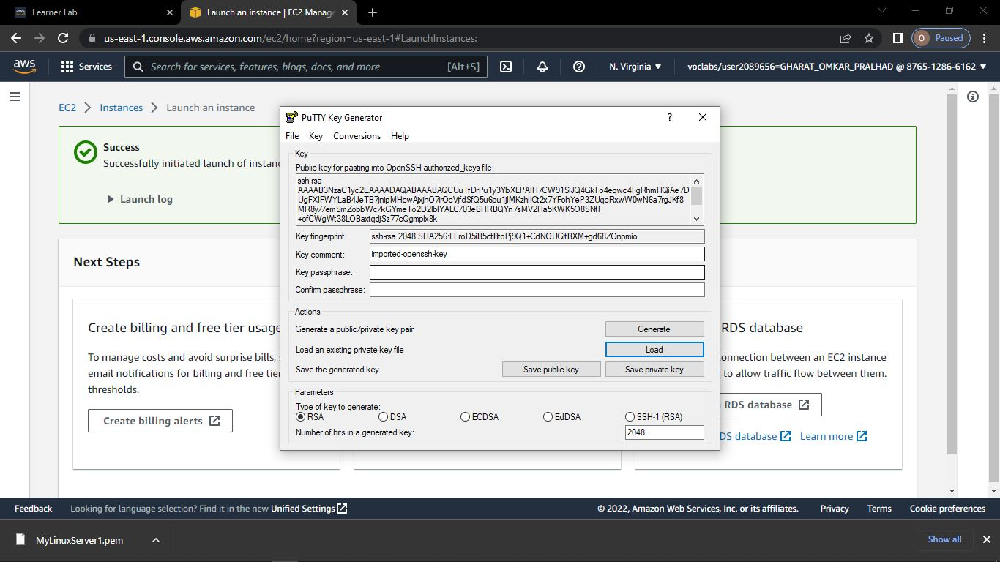 aws Learner Lab
Launch an instance | EC2 Manage
us-east-1.console.aws.amazon.com/ec2/home?region=us-east-1#LaunchInstances:
O Paused
aws Services Search for services, features, blogs, docs, and more [Alt+S] N. Virginia voclabs/user2089656=GHARAT_OMKAR_PRALHAD @ 8765-1286-6162
EC2 > Instances > Launch an instance
Success
Successfully initiated launch of instan
Launch log
Next Steps
Create billing and free tier usage
To manage costs and avoid surprise bills,
email notifications for billing and free tier
thresholds.
Create billing alerts
PuTTY Key Generator ?
File Key Conversions Help
Key
Public key for pasting into OpenSSH authorized_keys file:
ssh-rsa
AAAAB3NzaC1yc2EAAAADAQABAAABAQCUuTfDrPu1y3YbXLPAIH7CW91SlJQ4GkFo4eqwc4FgRhmHQiAe7D
UgFXIFWYLaB4JeTB7jnipMHcwAjxjhO7irOcVjfdSfQ5u6pu1jlMKzhilCt2x7YFohYeP3ZUqcRxwW0wN6a7rgJKf8
MR8y//emSmZobbWc/kGYmeTo2D2lblYALC/03eBHRBQYn7sMV2Ha5KWK5O8SNtI
+ofCWgWt38LOBaxtqdjSz77cQgmplx8k
Key fingerprint: ssh-rsa 2048 SHA256:FEroD5iB5ctBfoPj9Q1+CdNOUGltBXM+gd68ZOnpmio
Key comment: imported-openssh-key
Key passphrase:
Confirm passphrase:
Actions
Generate a public/private key pair Generate
Load an existing private key file Load
Save the generated key Save public key Save private key
Parameters
Type of key to generate:
RSA DSA ECDSA EdDSA SSH-1 (RSA)
Number of bits in a generated key: 2048
RDS database
connection between an EC2 instance
to allow traffic flow between them.
RDS database
DS database Learn more
Feedback Looking for language selection? Find it in the new Unified Settings © 2022, Amazon Web Services, Inc. or its affiliates. Privacy Terms Cookie preferences
MyLinuxServer1.pem Show all